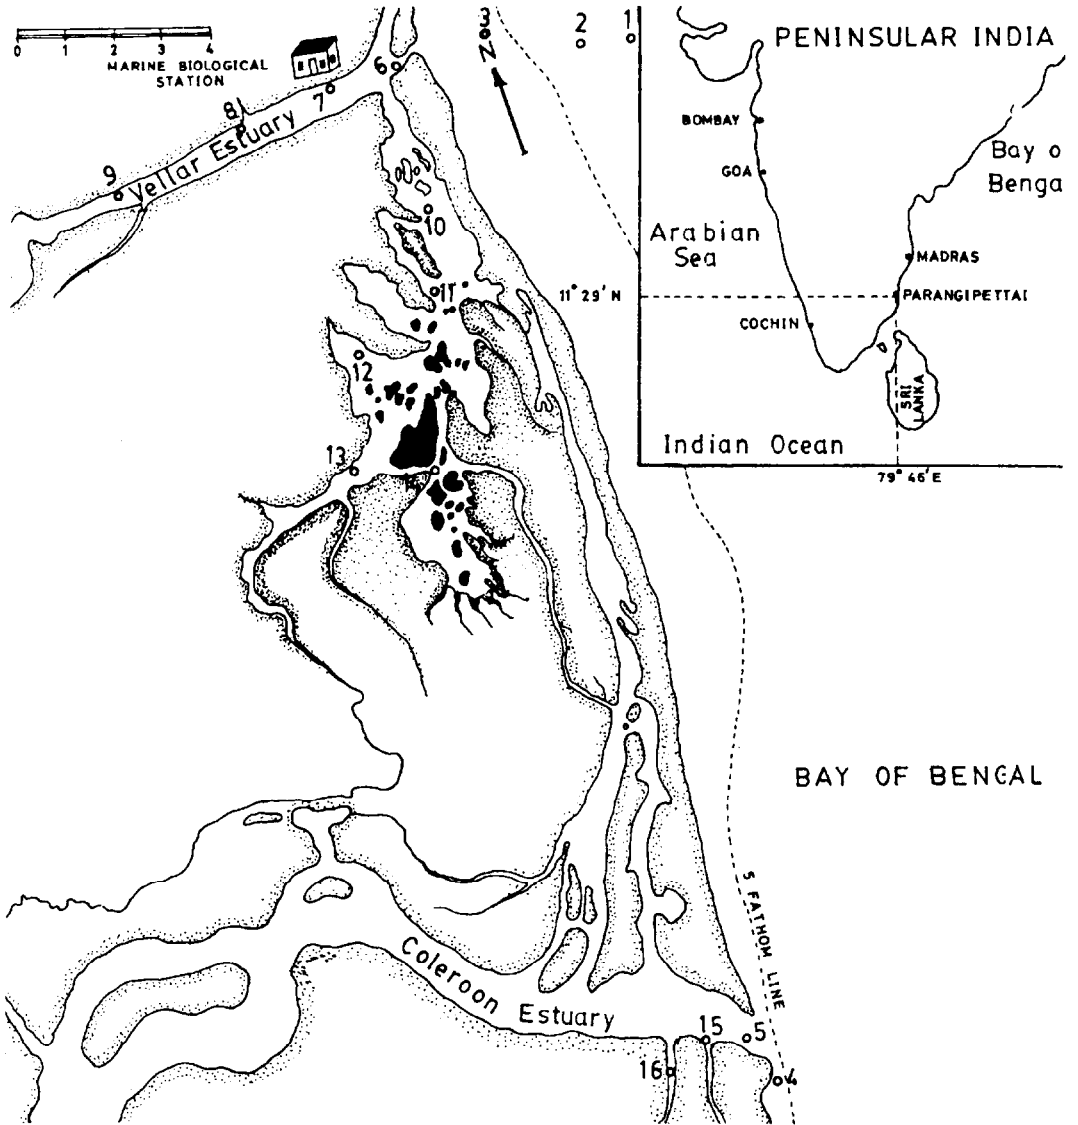 0 1 2 3 4
MARINE BIOLOGICAL
STATION
3
2
1
N
6
7
8
9
Vellar Estuary
10
11
12
13
PENINSULAR INDIA
BOMBAY
GOA
Bay o
Benga
Arabian
Sea
MADRAS
11° 29' N
PARANGIPETTAI
COCHIN
SRI
LANKA
Indian Ocean
79° 46' E
BAY OF BENGAL
5 FATHOM LINE
Coleroon Estuary
15
5
16
4